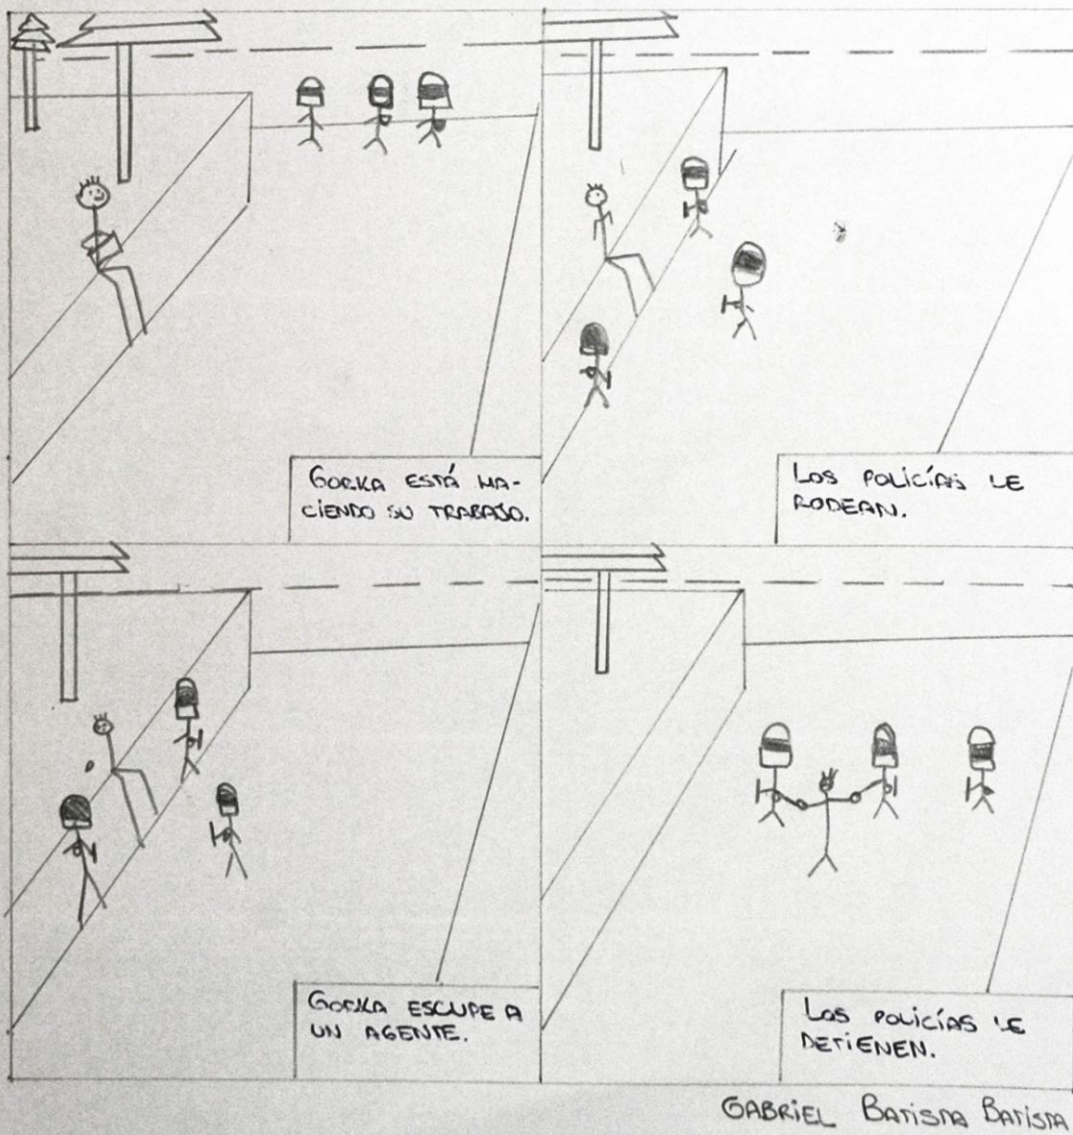 GORKA ESTÁ HA-
CIENDO SU TRABAJO.
LOS POLICÍAS LE
RODEAN.
GORKA ESCUPE A
UN AGENTE.
LOS POLICÍAS LE
DETIENEN.
GABRIEL BATISTA BATISTA